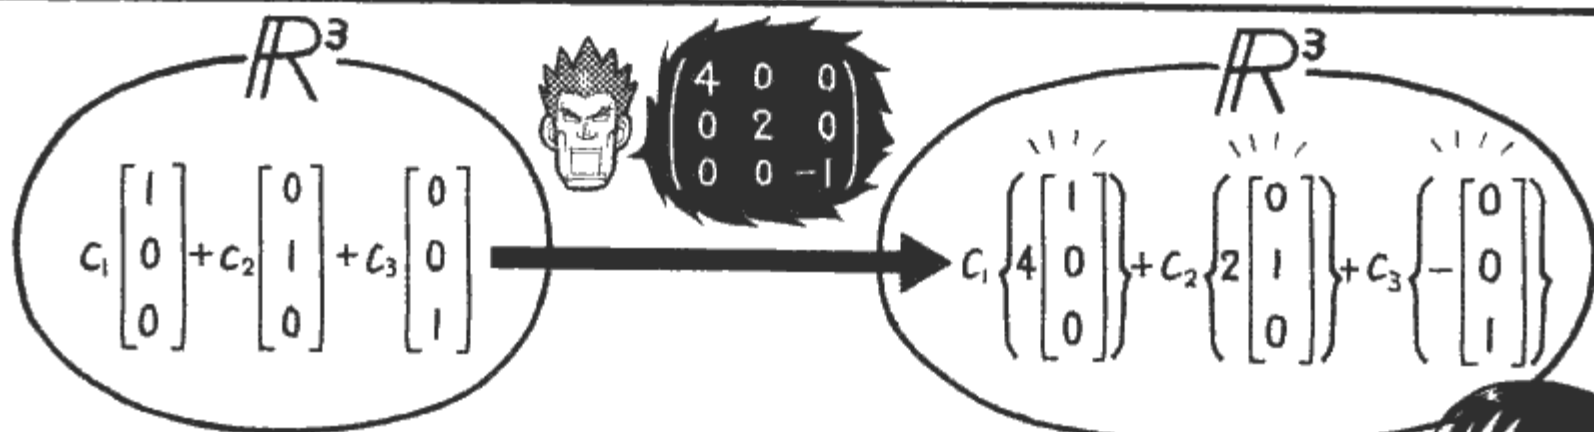 ℝ³
c₁ [1 0 0] + c₂ [0 1 0] + c₃ [0 0 1]
(4 0 0
0 2 0
0 0 -1)
ℝ³
c₁ {4 [1 0 0]} + c₂ {2 [0 1 0]} + c₃ {- [0 0 1]}